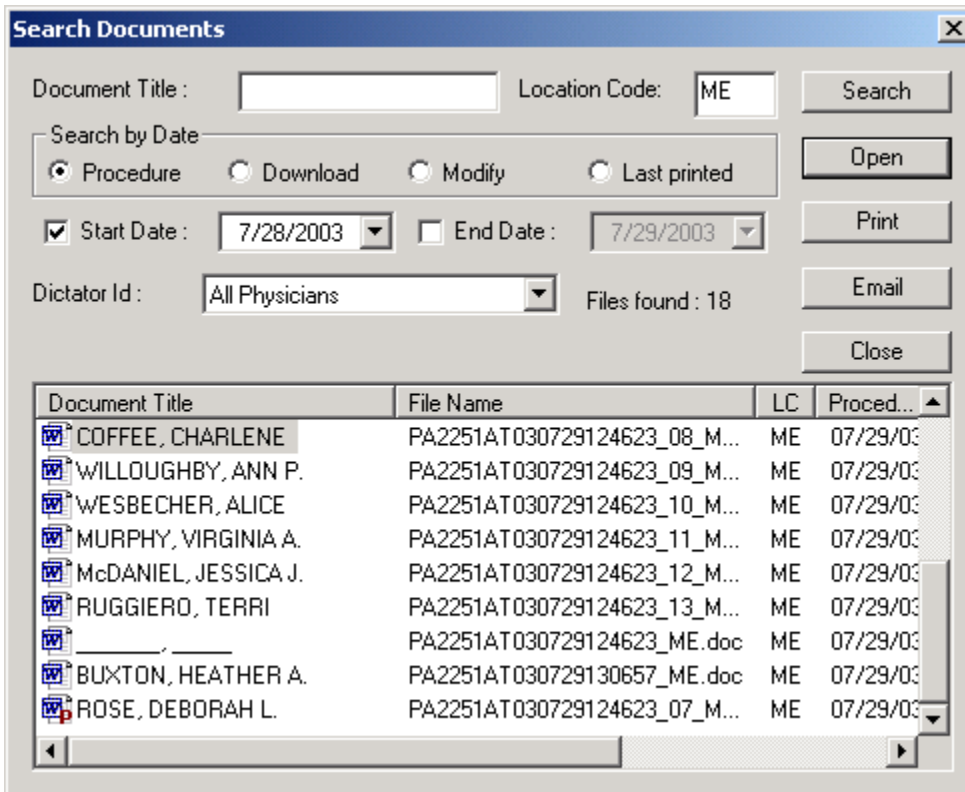 Search Documents
Document Title : Location Code: ME Search
Search by Date
Procedure Download Modify Last printed Open
Start Date : 7/28/2003 End Date : 7/29/2003 Print
Dictator Id : All Physicians Files found : 18 Email
Close
Document Title File Name LC Proced...
COFFEE, CHARLENE PA2251AT030729124623_08_M... ME 07/29/03
WILLOUGHBY, ANN P. PA2251AT030729124623_09_M... ME 07/29/03
WESBECHER, ALICE PA2251AT030729124623_10_M... ME 07/29/03
MURPHY, VIRGINIA A. PA2251AT030729124623_11_M... ME 07/29/03
McDANIEL, JESSICA J. PA2251AT030729124623_12_M... ME 07/29/03
RUGGIERO, TERRI PA2251AT030729124623_13_M... ME 07/29/03
______, ____ PA2251AT030729124623_ME.doc ME 07/29/03
BUXTON, HEATHER A. PA2251AT030729130657_ME.doc ME 07/29/03
ROSE, DEBORAH L. PA2251AT030729124623_07_M... ME 07/29/03